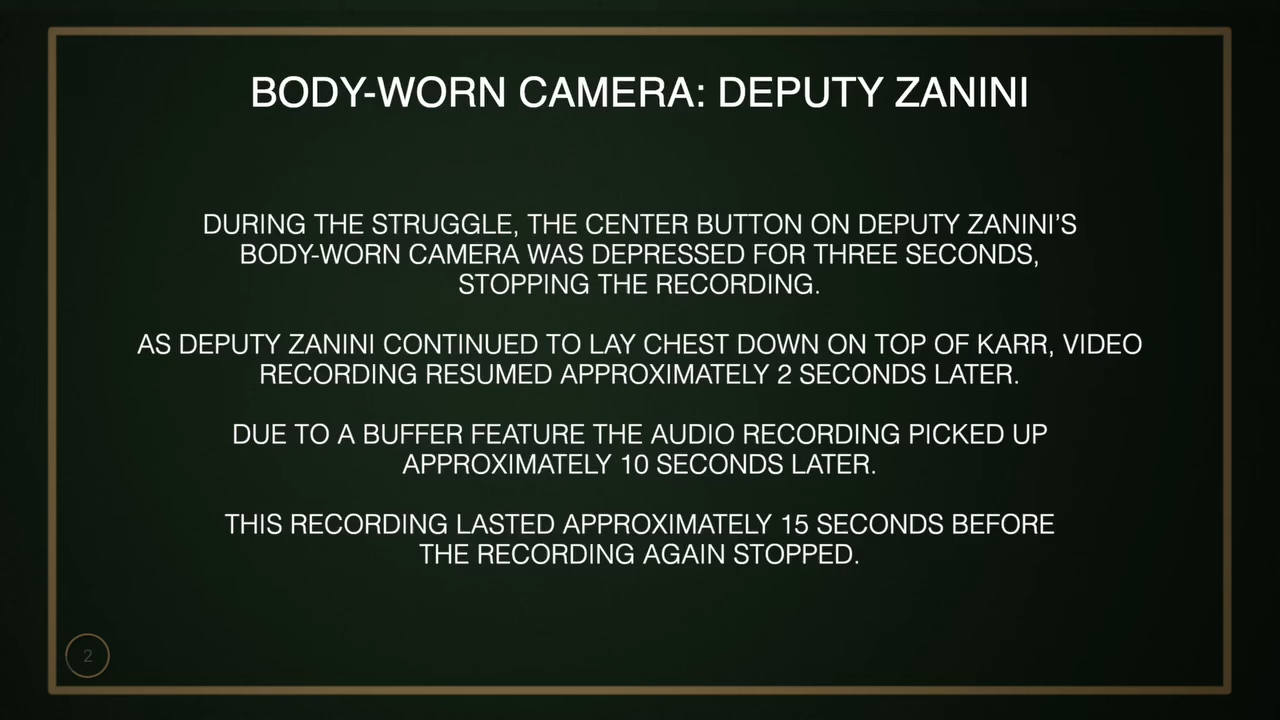 BODY-WORN CAMERA: DEPUTY ZANINI
DURING THE STRUGGLE, THE CENTER BUTTON ON DEPUTY ZANINI’S
BODY-WORN CAMERA WAS DEPRESSED FOR THREE SECONDS,
STOPPING THE RECORDING.
AS DEPUTY ZANINI CONTINUED TO LAY CHEST DOWN ON TOP OF KARR, VIDEO
RECORDING RESUMED APPROXIMATELY 2 SECONDS LATER.
DUE TO A BUFFER FEATURE THE AUDIO RECORDING PICKED UP
APPROXIMATELY 10 SECONDS LATER.
THIS RECORDING LASTED APPROXIMATELY 15 SECONDS BEFORE
THE RECORDING AGAIN STOPPED.
2